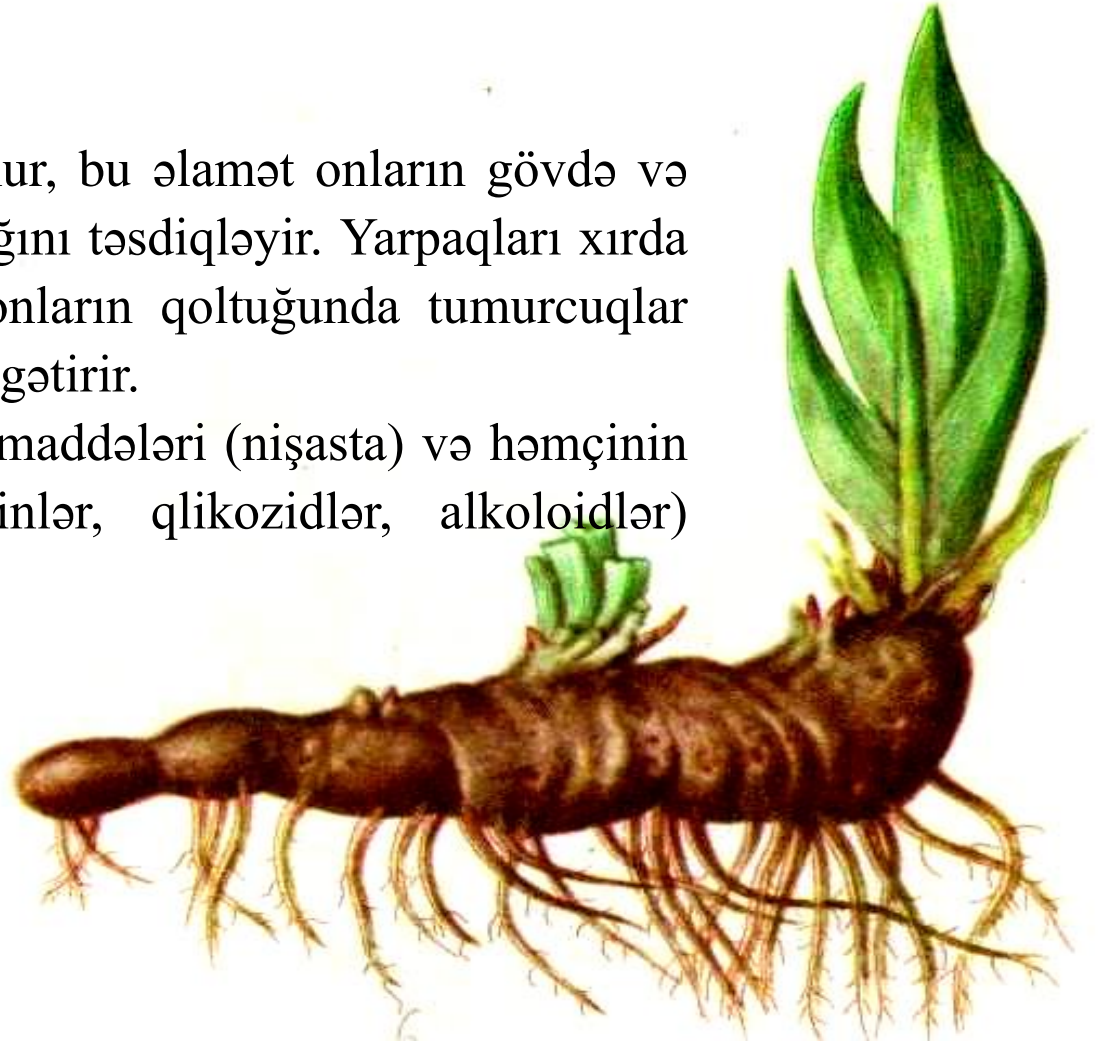 lur, bu əlamət onların gövdə və
ğını təsdiqləyir. Yarpaqları xırda
onların qoltuğunda tumurcuqlar
gətirir.
maddələri (nişasta) və həmçinin
inlər, qlikozidlər, alkoloidlər)